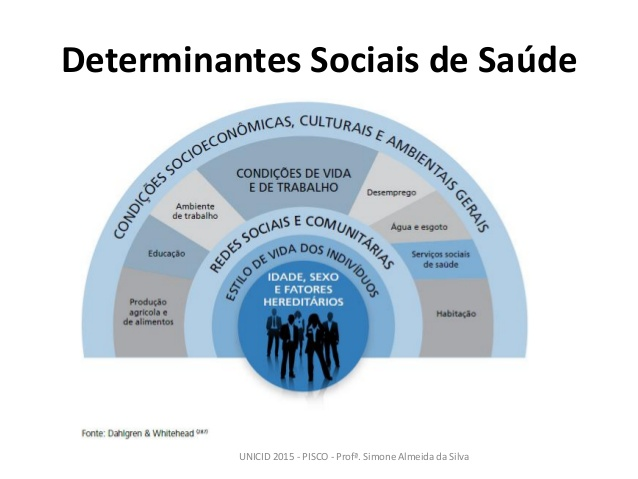 Determinantes Sociais de Saúde
CONDIÇÕES SOCIOECONÔMICAS, CULTURAIS E AMBIENTAIS GERAIS
CONDIÇÕES DE VIDA
E DE TRABALHO
Ambiente
de trabalho
Desemprego
Educação
Água e esgoto
Produção
agrícola e
de alimentos
Serviços sociais
de saúde
Habitação
REDES SOCIAIS E COMUNITÁRIAS
ESTILO DE VIDA DOS INDIVÍDUOS
IDADE, SEXO
E FATORES
HEREDITÁRIOS
Fonte: Dahlgren & Whitehead
UNICID 2015 - PISCO - Profª. Simone Almeida da Silva